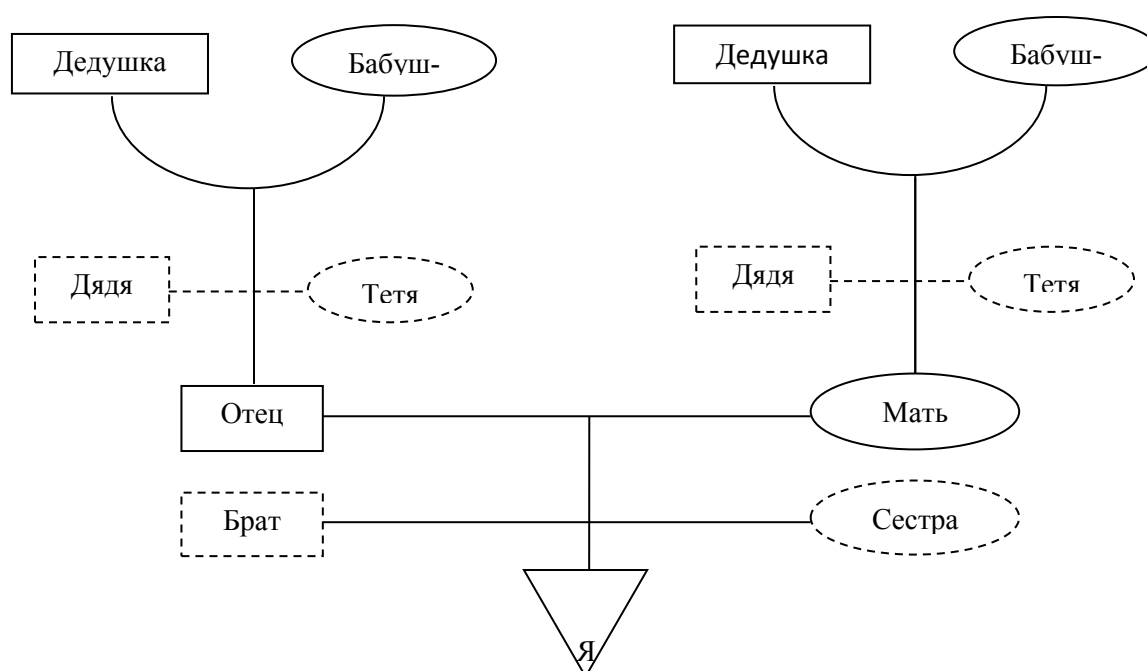 Дедушка
Бабуш-
Дедушка
Бабуш-
Дядя
Тетя
Дядя
Тетя
Отец
Мать
Брат
Сестра
Я